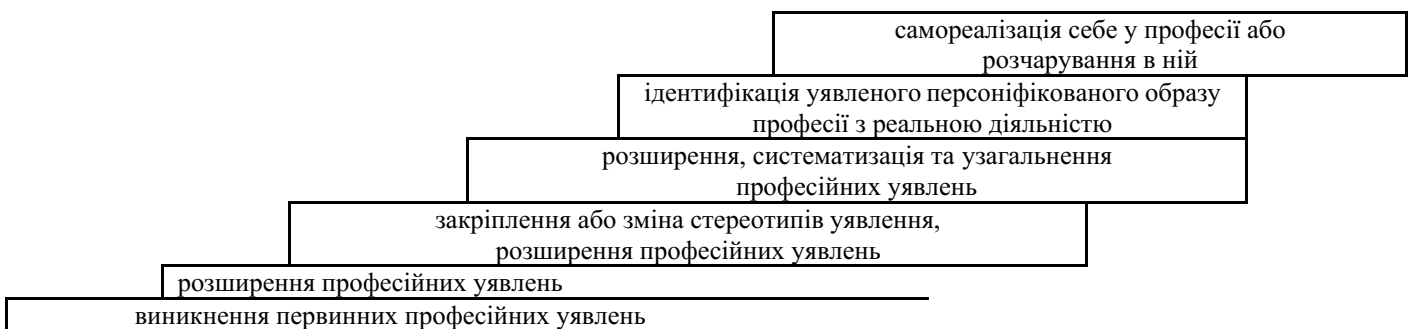 самореалізація себе у професії або
розчарування в ній
ідентифікація уявленого персоніфікованого образу
професії з реальною діяльністю
розширення, систематизація та узагальнення
професійних уявлень
закріплення або зміна стереотипів уявлення,
розширення професійних уявлень
розширення професійних уявлень
виникнення первинних професійних уявлень